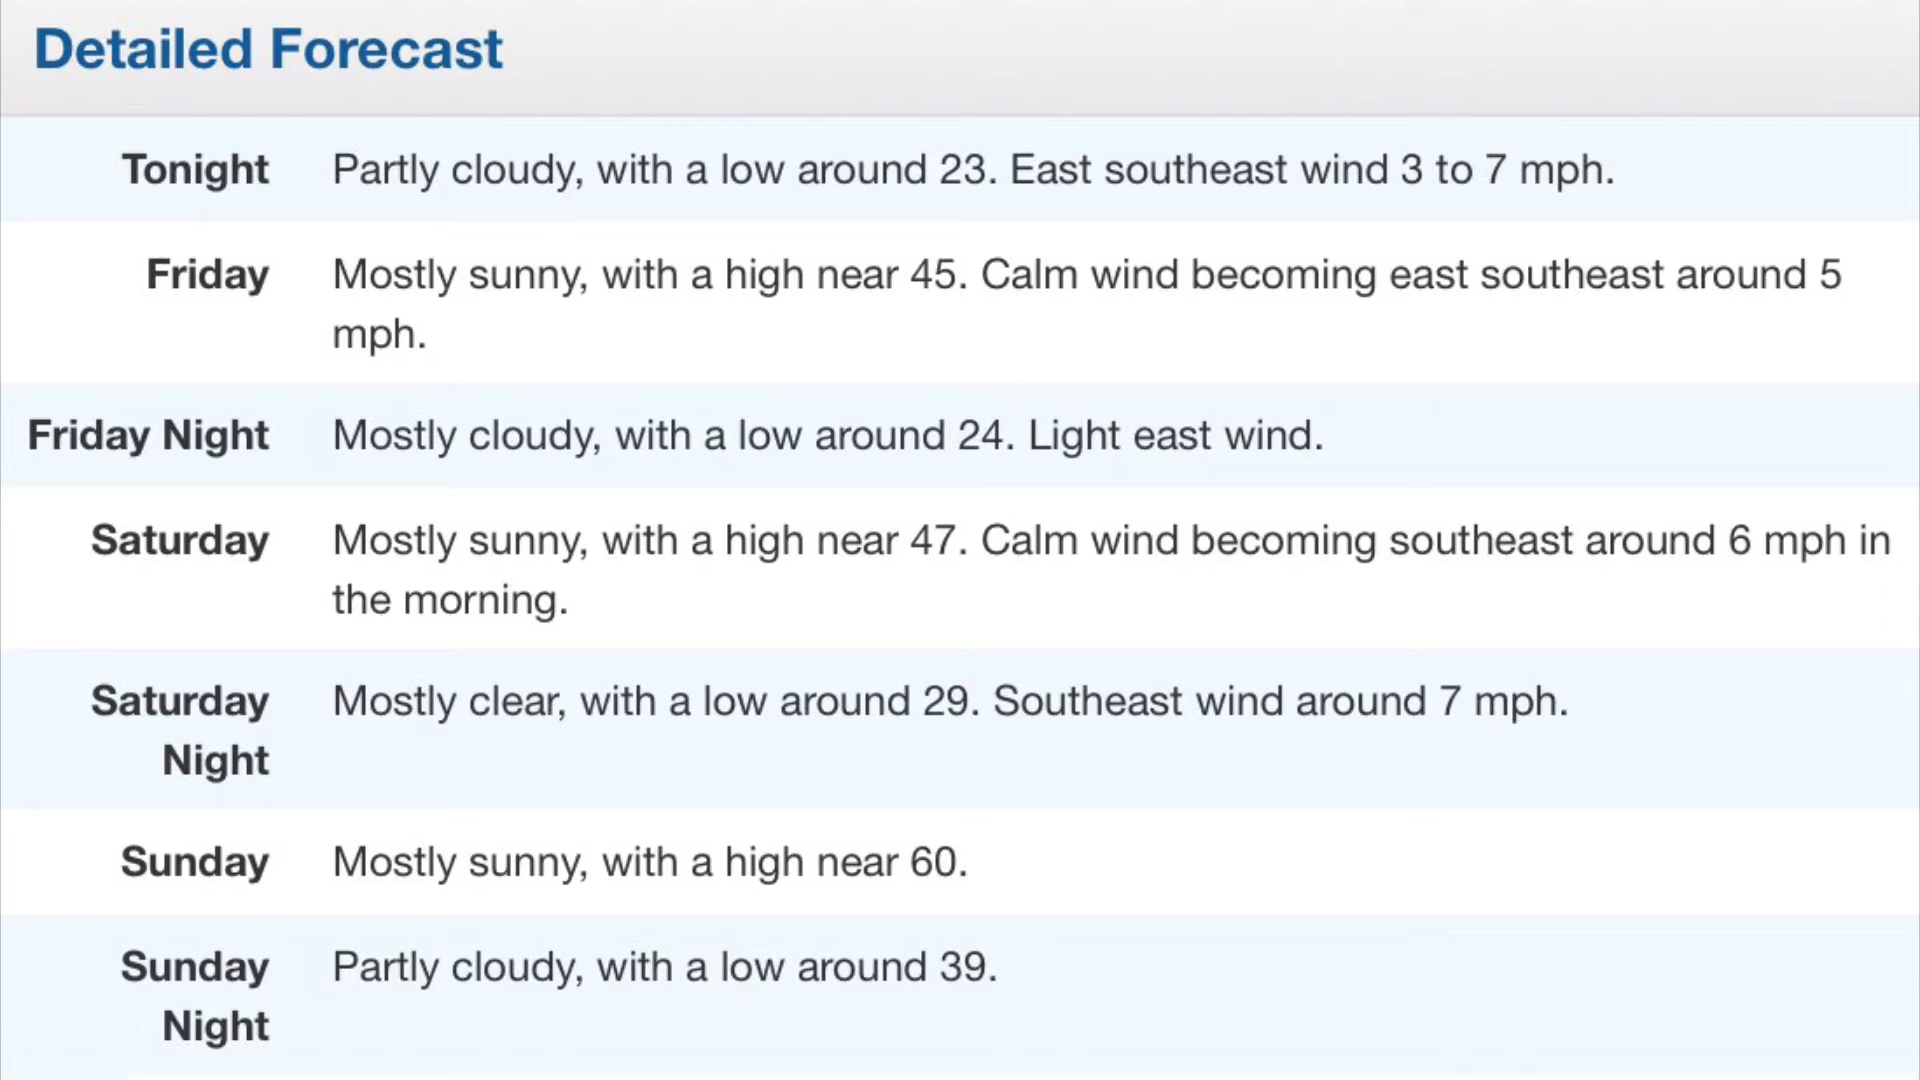 Detailed Forecast
Tonight Partly cloudy, with a low around 23. East southeast wind 3 to 7 mph.
Friday Mostly sunny, with a high near 45. Calm wind becoming east southeast around 5
mph.
Friday Night Mostly cloudy, with a low around 24. Light east wind.
Saturday Mostly sunny, with a high near 47. Calm wind becoming southeast around 6 mph in
the morning.
Saturday Mostly clear, with a low around 29. Southeast wind around 7 mph.
Night
Sunday Mostly sunny, with a high near 60.
Sunday Partly cloudy, with a low around 39.
Night